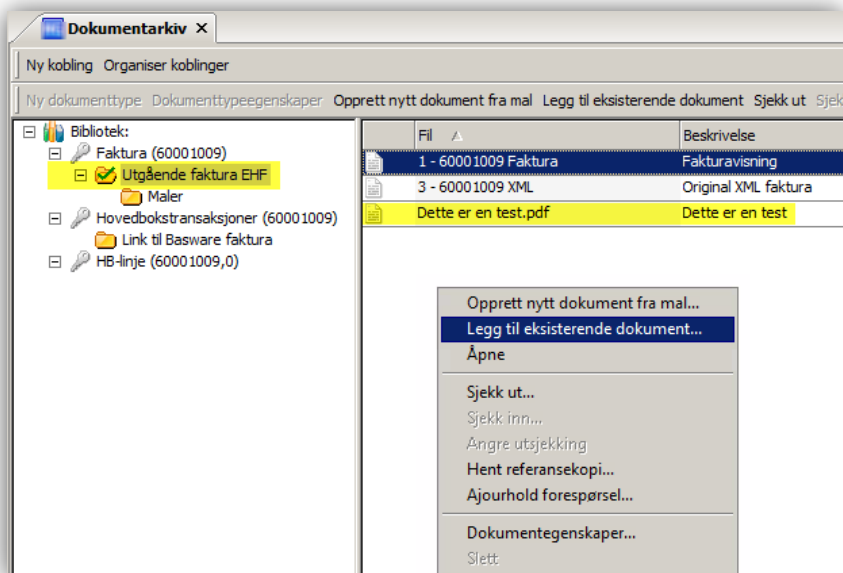 Dokumentarkiv X
Ny kobling Organiser koblinger
Ny dokumenttype Dokumenttypeegenskaper Opprett nytt dokument fra mal Legg til eksisterende dokument Sjekk ut Sjek
Bibliotek:
Faktura (60001009)
Utgående faktura EHF
Maler
Hovedbokstransaksjoner (60001009)
Link til Basware faktura
HB-linje (60001009,0)
Fil Beskrivelse
1 - 60001009 Faktura Fakturavisning
3 - 60001009 XML Original XML faktura
Dette er en test.pdf Dette er en test
Opprett nytt dokument fra mal...
Legg til eksisterende dokument...
Åpne
Sjekk ut...
Sjekk inn...
Angre utsjekking
Hent referansekopi...
Ajourhold forespørsel...
Dokumentegenskaper...
Slett